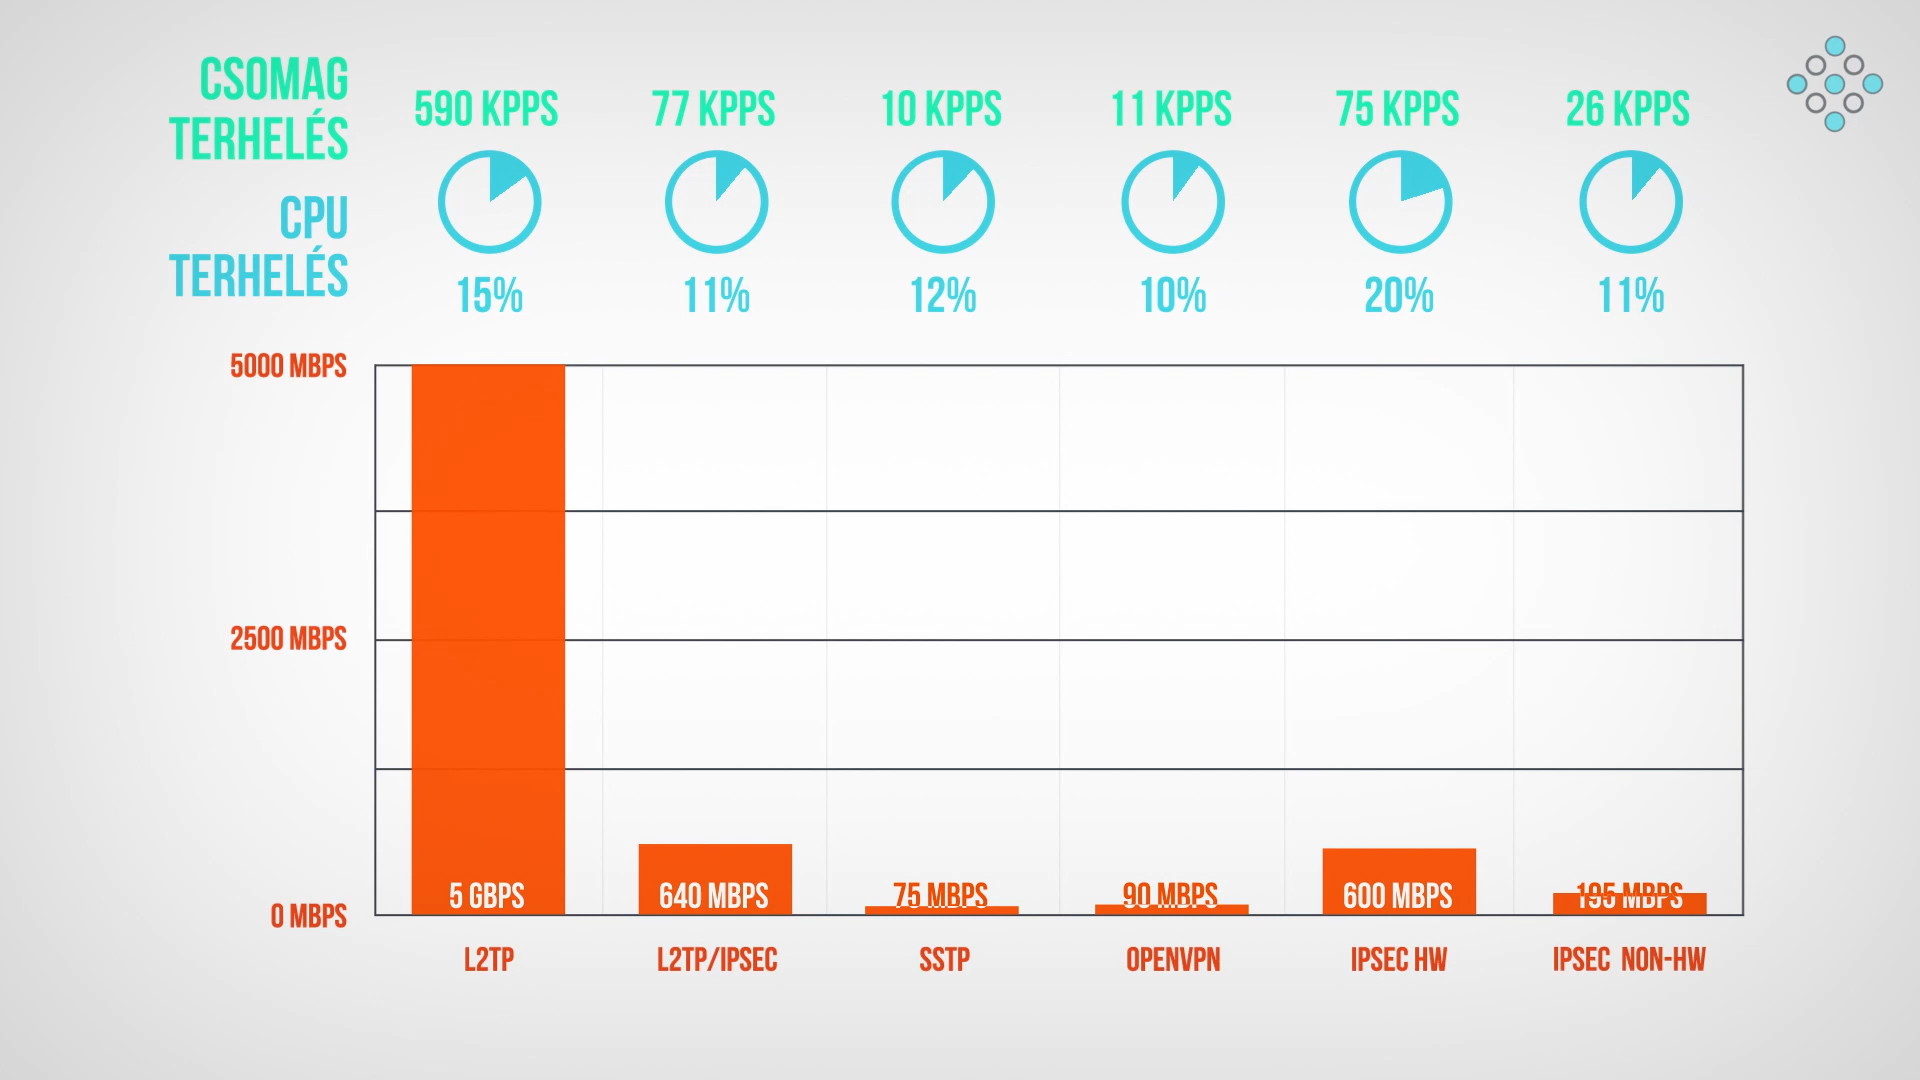 CSOMAG
TERHELÉS
590 KPPS 77 KPPS 10 KPPS 11 KPPS 75 KPPS 26 KPPS
CPU
TERHELÉS
15% 11% 12% 10% 20% 11%
5000 MBPS
2500 MBPS
0 MBPS
5 GBPS 640 MBPS 75 MBPS 90 MBPS 600 MBPS 195 MBPS
L2TP L2TP/IPSEC SSTP OPENVPN IPSEC HW IPSEC NON-HW